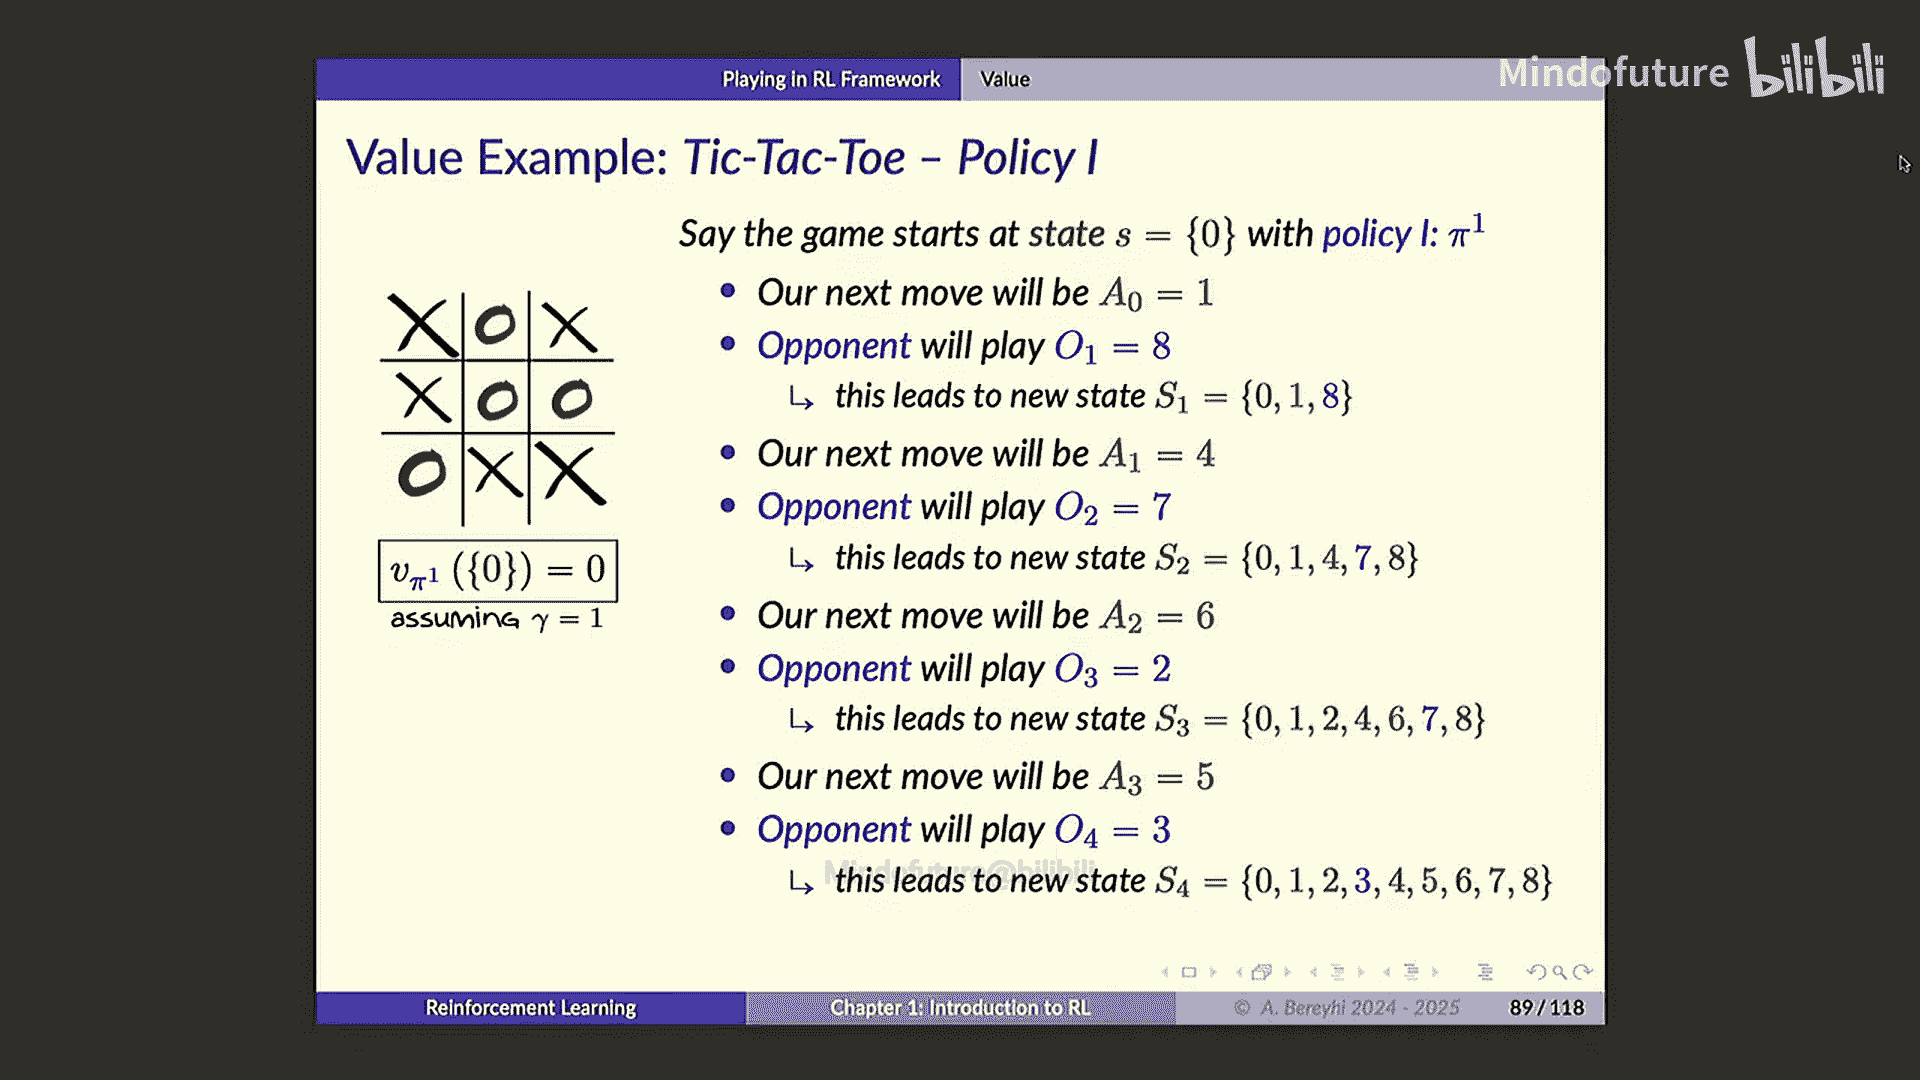 Playing in RL Framework Value
Mindofuture bilibili
Value Example: Tic-Tac-Toe – Policy I
Say the game starts at state s = {0} with policy I: π¹
• Our next move will be A₀ = 1
• Opponent will play O₁ = 8
↳ this leads to new state S₁ = {0, 1, 8}
• Our next move will be A₁ = 4
• Opponent will play O₂ = 7
↳ this leads to new state S₂ = {0, 1, 4, 7, 8}
• Our next move will be A₂ = 6
• Opponent will play O₃ = 2
↳ this leads to new state S₃ = {0, 1, 2, 4, 6, 7, 8}
• Our next move will be A₃ = 5
• Opponent will play O₄ = 3
↳ this leads to new state S₄ = {0, 1, 2, 3, 4, 5, 6, 7, 8}
X O X
X O O
O X X
v_π¹ ({0}) = 0
assuming γ = 1
Mindofuture@bilibili
Reinforcement Learning Chapter 1: Introduction to RL © A. Bereyhi 2024 - 2025 89 / 118